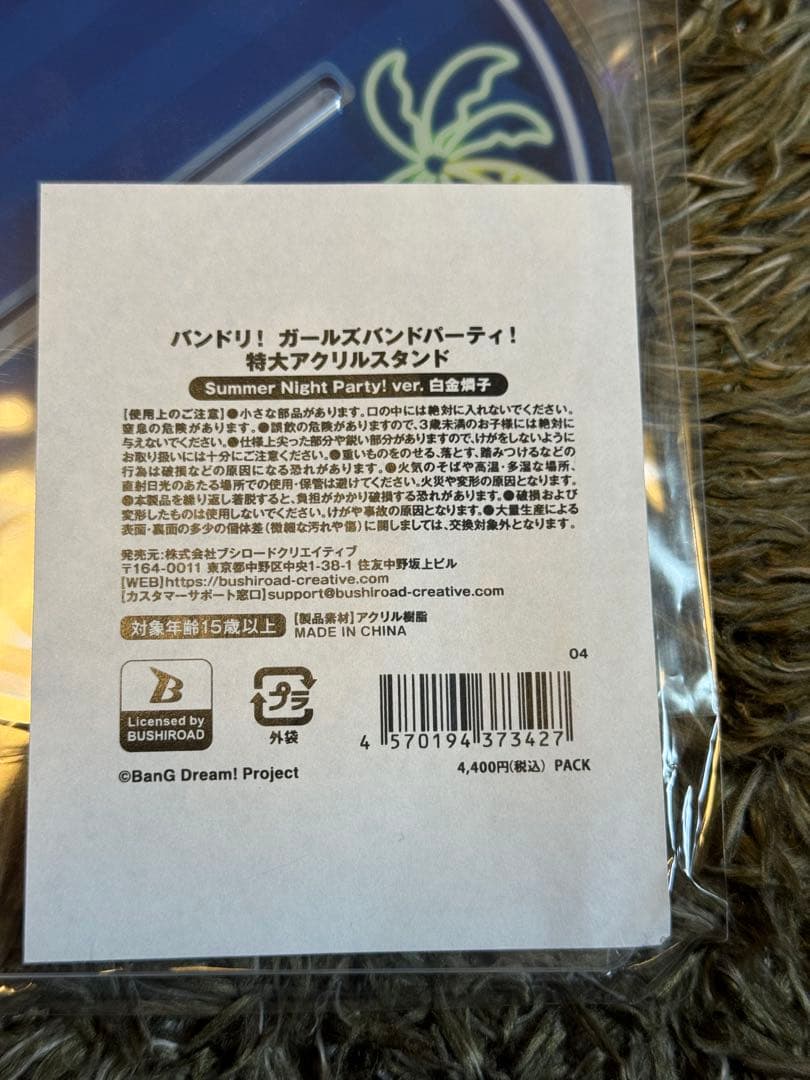 バンドリ! ガールズバンドパーティ!
特大アクリルスタンド
Summer Night Party! ver. 白金燐子
【使用上のご注意】●小さな部品があります。口の中には絶対に入れないでください。
窒息の危険があります。●誤飲の危険がありますので、3歳未満のお子様には絶対に
与えないでください。●仕様上尖った部分や鋭い部分がありますので、けがをしないように
お取り扱いには十分にご注意ください。●重いものをのせる、落とす、踏みつけるなどの
行為は破損などの原因になる恐れがあります。●火気のそばや高温・多湿な場所、
直射日光のあたる場所での使用・保管は避けてください。火災や変形の原因となります。
●本製品を繰り返し着脱すると、負担がかかり破損する恐れがあります。●破損および
変形したものは使用しないでください。けがや事故の原因となります。●大量生産による
表面・裏面の多少の個体差(微細な汚れや傷)に関しましては、交換対象外となります。
発売元:株式会社ブシロードクリエイティブ
〒164-0011 東京都中野区中央1-38-1 住友中野坂上ビル
【WEB】https://bushiroad-creative.com
【カスタマーサポート窓口】support@bushiroad-creative.com
対象年齢15歳以上
【製品素材】アクリル樹脂
MADE IN CHINA
04
B
Licensed by
BUSHIROAD
プラ
外袋
4 570194 373427
4,400円(税込) PACK
©BanG Dream! Project